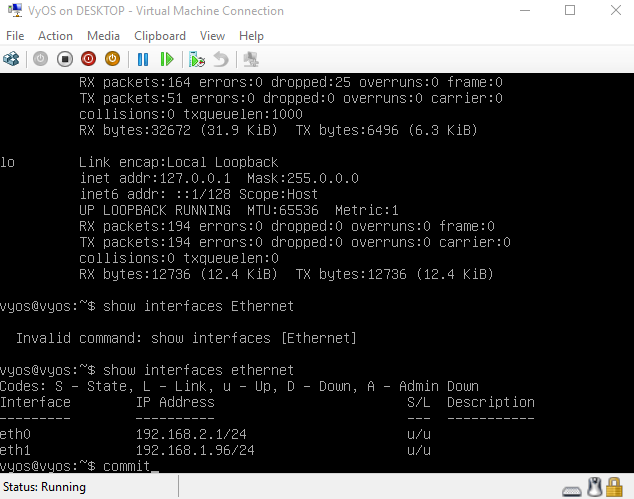 VyOS on DESKTOP - Virtual Machine Connection
File Action Media Clipboard View Help
RX packets:164 errors:0 dropped:25 overruns:0 frame:0
TX packets:51 errors:0 dropped:0 overruns:0 carrier:0
collisions:0 txqueuelen:1000
RX bytes:32672 (31.9 KiB)  TX bytes:6496 (6.3 KiB)
lo        Link encap:Local Loopback
inet addr:127.0.0.1  Mask:255.0.0.0
inet6 addr: ::1/128 Scope:Host
UP LOOPBACK RUNNING  MTU:65536  Metric:1
RX packets:194 errors:0 dropped:0 overruns:0 frame:0
TX packets:194 errors:0 dropped:0 overruns:0 carrier:0
collisions:0 txqueuelen:0
RX bytes:12736 (12.4 KiB)  TX bytes:12736 (12.4 KiB)
vyos@vyos:~$ show interfaces Ethernet
Invalid command: show interfaces [Ethernet]
vyos@vyos:~$ show interfaces ethernet
Codes: S - State, L - Link, u - Up, D - Down, A - Admin Down
Interface        IP Address                        S/L  Description
---------        ----------                        ---  -----------
eth0             192.168.2.1/24                    u/u
eth1             192.168.1.96/24                   u/u
vyos@vyos:~$ commit_
Status: Running